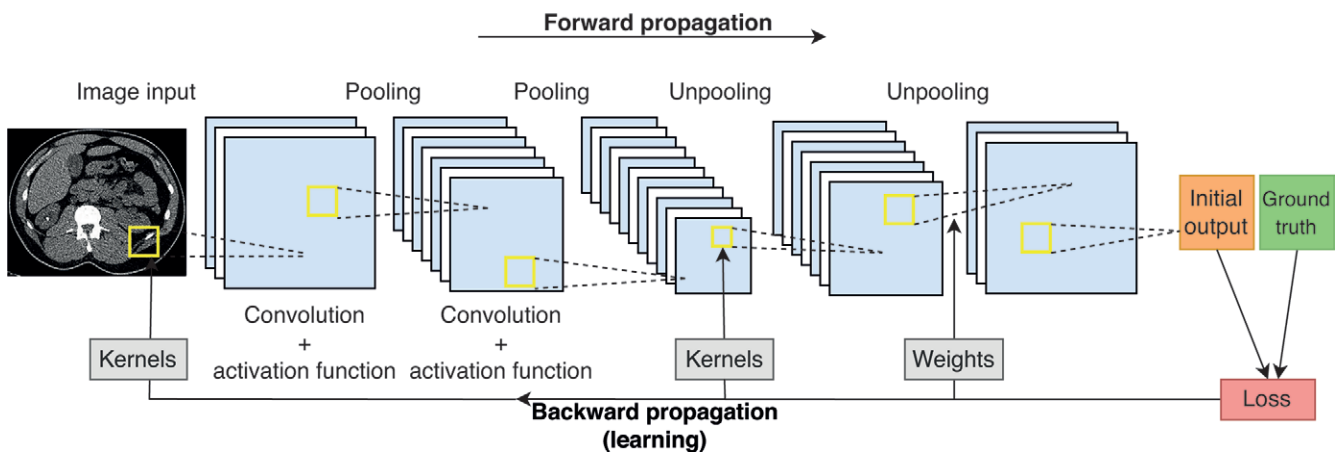 Forward propagation
Image input
Pooling
Pooling
Unpooling
Unpooling
Initial
output
Ground
truth
Convolution
+
activation function
Convolution
+
activation function
Kernels
Kernels
Weights
Loss
Backward propagation
(learning)